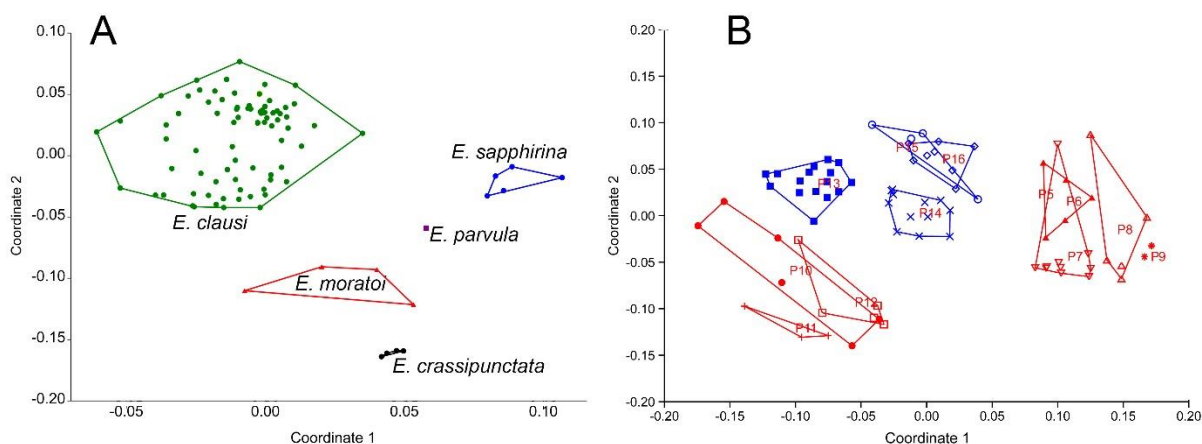 A
0.10
0.05
0.00
-0.05
-0.10
-0.15
-0.20
Coordinate 2
-0.05
0.00
0.05
0.10
Coordinate 1
E. clausi
E. sapphirina
E. parvula
E. moratoi
E. crassipunctata
B
0.20
0.15
0.10
0.05
0.00
-0.05
-0.10
-0.15
-0.20
Coordinate 2
-0.20
-0.15
-0.10
-0.05
0.00
0.05
0.10
0.15
0.20
Coordinate 1
P15
P16
P13
P14
P5
P6
P7
P8
P9
P10
P12
P11